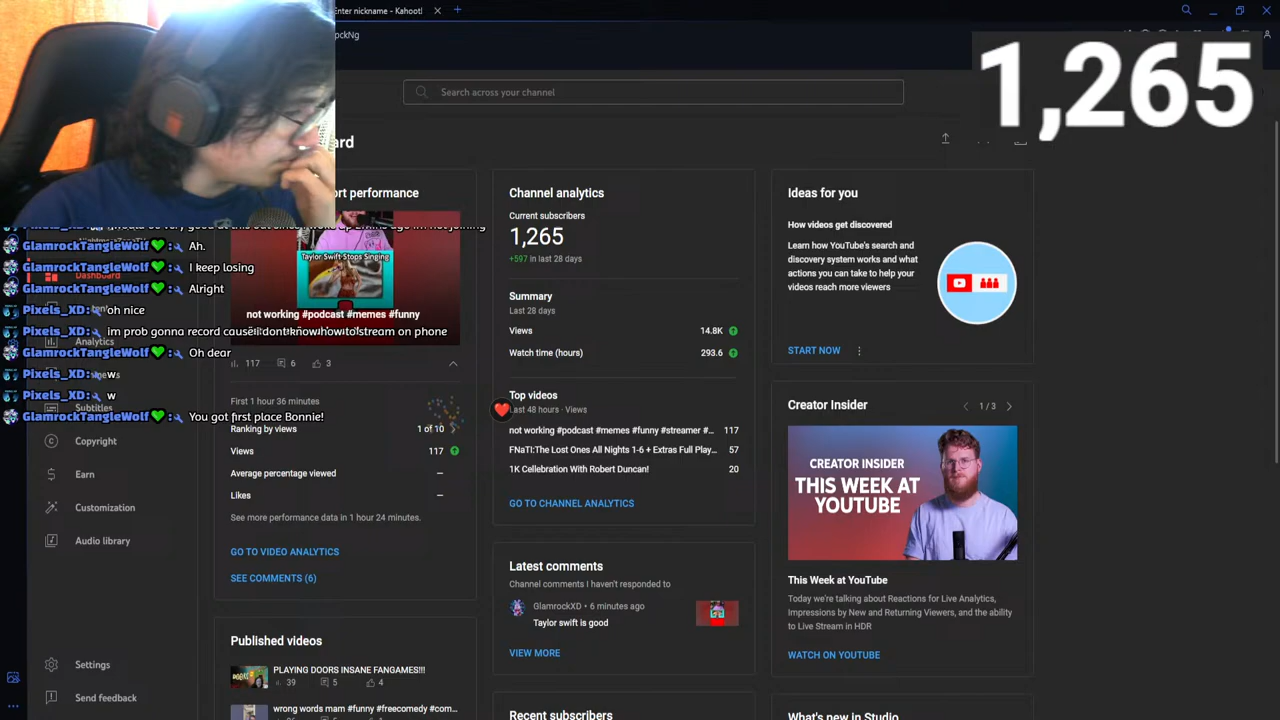 Enter nickname - Kahoot!
pckNg
1,265
Search across your channel
ard
ort performance
Taylor Swift Stops Singing
not working #podcast #memes #funny
117
6
3
First 1 hour 36 minutes
Ranking by views
1 of 10
Views
117
Average percentage viewed
–
Likes
–
See more performance data in 1 hour 24 minutes.
GO TO VIDEO ANALYTICS
SEE COMMENTS (6)
Published videos
PLAYING DOORS INSANE FANGAMES!!!
39
5
4
wrong words mam #funny #freecomedy #com...
GlamrockTangleWolf💚: Ah.
GlamrockTangleWolf💚: I keep losing
GlamrockTangleWolf💚: Alright
Pixels_XD: oh nice
Pixels_XD: im prob gonna record cause i dont know how to stream on phone
GlamrockTangleWolf💚: Oh dear
Pixels_XD: ws
Pixels_XD: w
GlamrockTangleWolf💚: You got first place Bonnie!
Dashboard
Analytics
Subtitles
Copyright
Earn
Customization
Audio library
Settings
Send feedback
Channel analytics
Current subscribers
1,265
+597 in last 28 days
Summary
Last 28 days
Views
14.8K
Watch time (hours)
293.6
Top videos
Last 48 hours · Views
not working #podcast #memes #funny #streamer #...
117
FNaTI:The Lost Ones All Nights 1-6 + Extras Full Play...
57
1K Cellebration With Robert Duncan!
20
GO TO CHANNEL ANALYTICS
Latest comments
Channel comments I haven't responded to
GlamrockXD • 6 minutes ago
Taylor swift is good
VIEW MORE
Recent subscribers
Ideas for you
How videos get discovered
Learn how YouTube's search and
discovery system works and what
actions you can take to help your
videos reach more viewers
START NOW
Creator Insider
1 / 3
CREATOR INSIDER
THIS WEEK AT
YOUTUBE
This Week at YouTube
Today we're talking about Reactions for Live Analytics,
Impressions by New and Returning Viewers, and the ability
to Live Stream in HDR
WATCH ON YOUTUBE
What's new in Studio